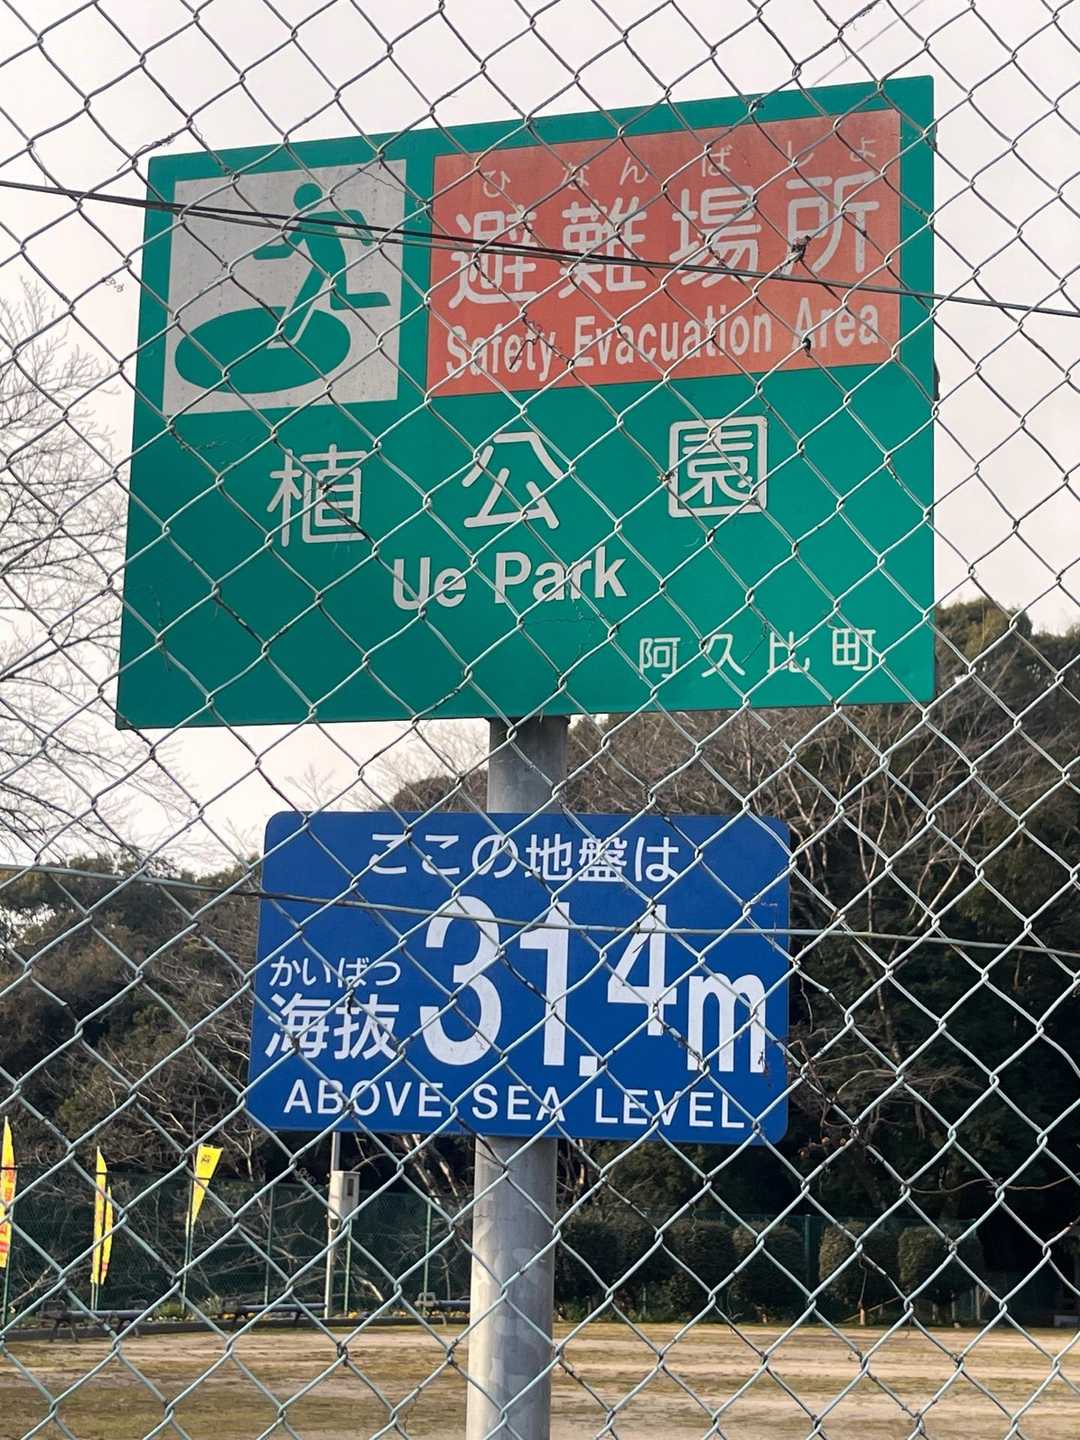 ひなんばしょ
避難場所
Safety Evacuation Area
植公園
Ue Park
阿久比町
ここの地盤は
かいばつ
海抜31.4m
ABOVE SEA LEVEL